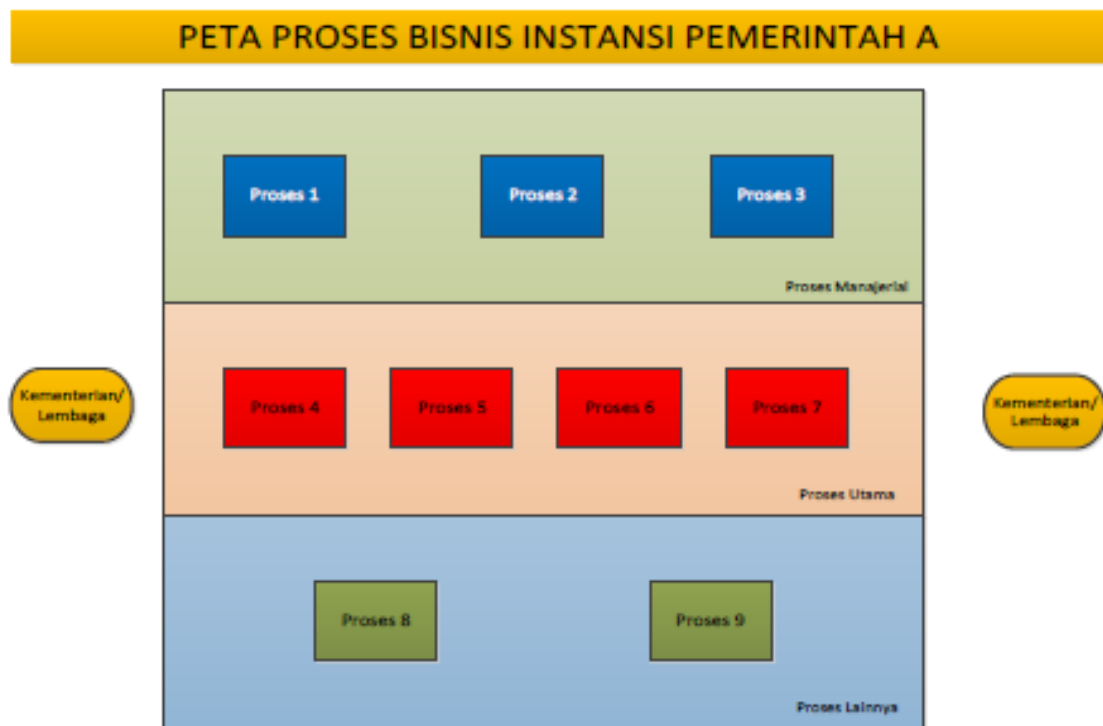 PETA PROSES BISNIS INSTANSI PEMERINTAH A
Proses 1
Proses 2
Proses 3
Proses Manajerial
Kementerian/
Lembaga
Proses 4
Proses 5
Proses 6
Proses 7
Kementerian/
Lembaga
Proses Utama
Proses 8
Proses 9
Proses Lainnya